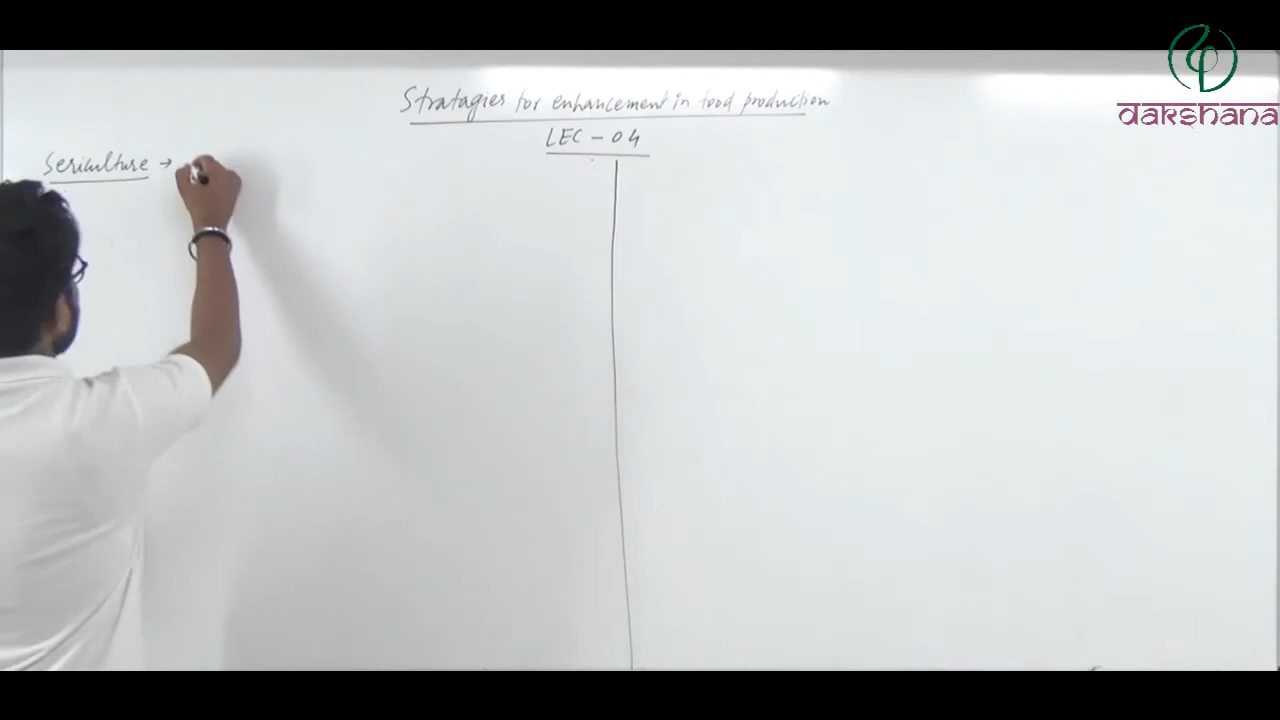 dakshana
Stratagies for enhancement in food production
LEC - 04
Sericulture →